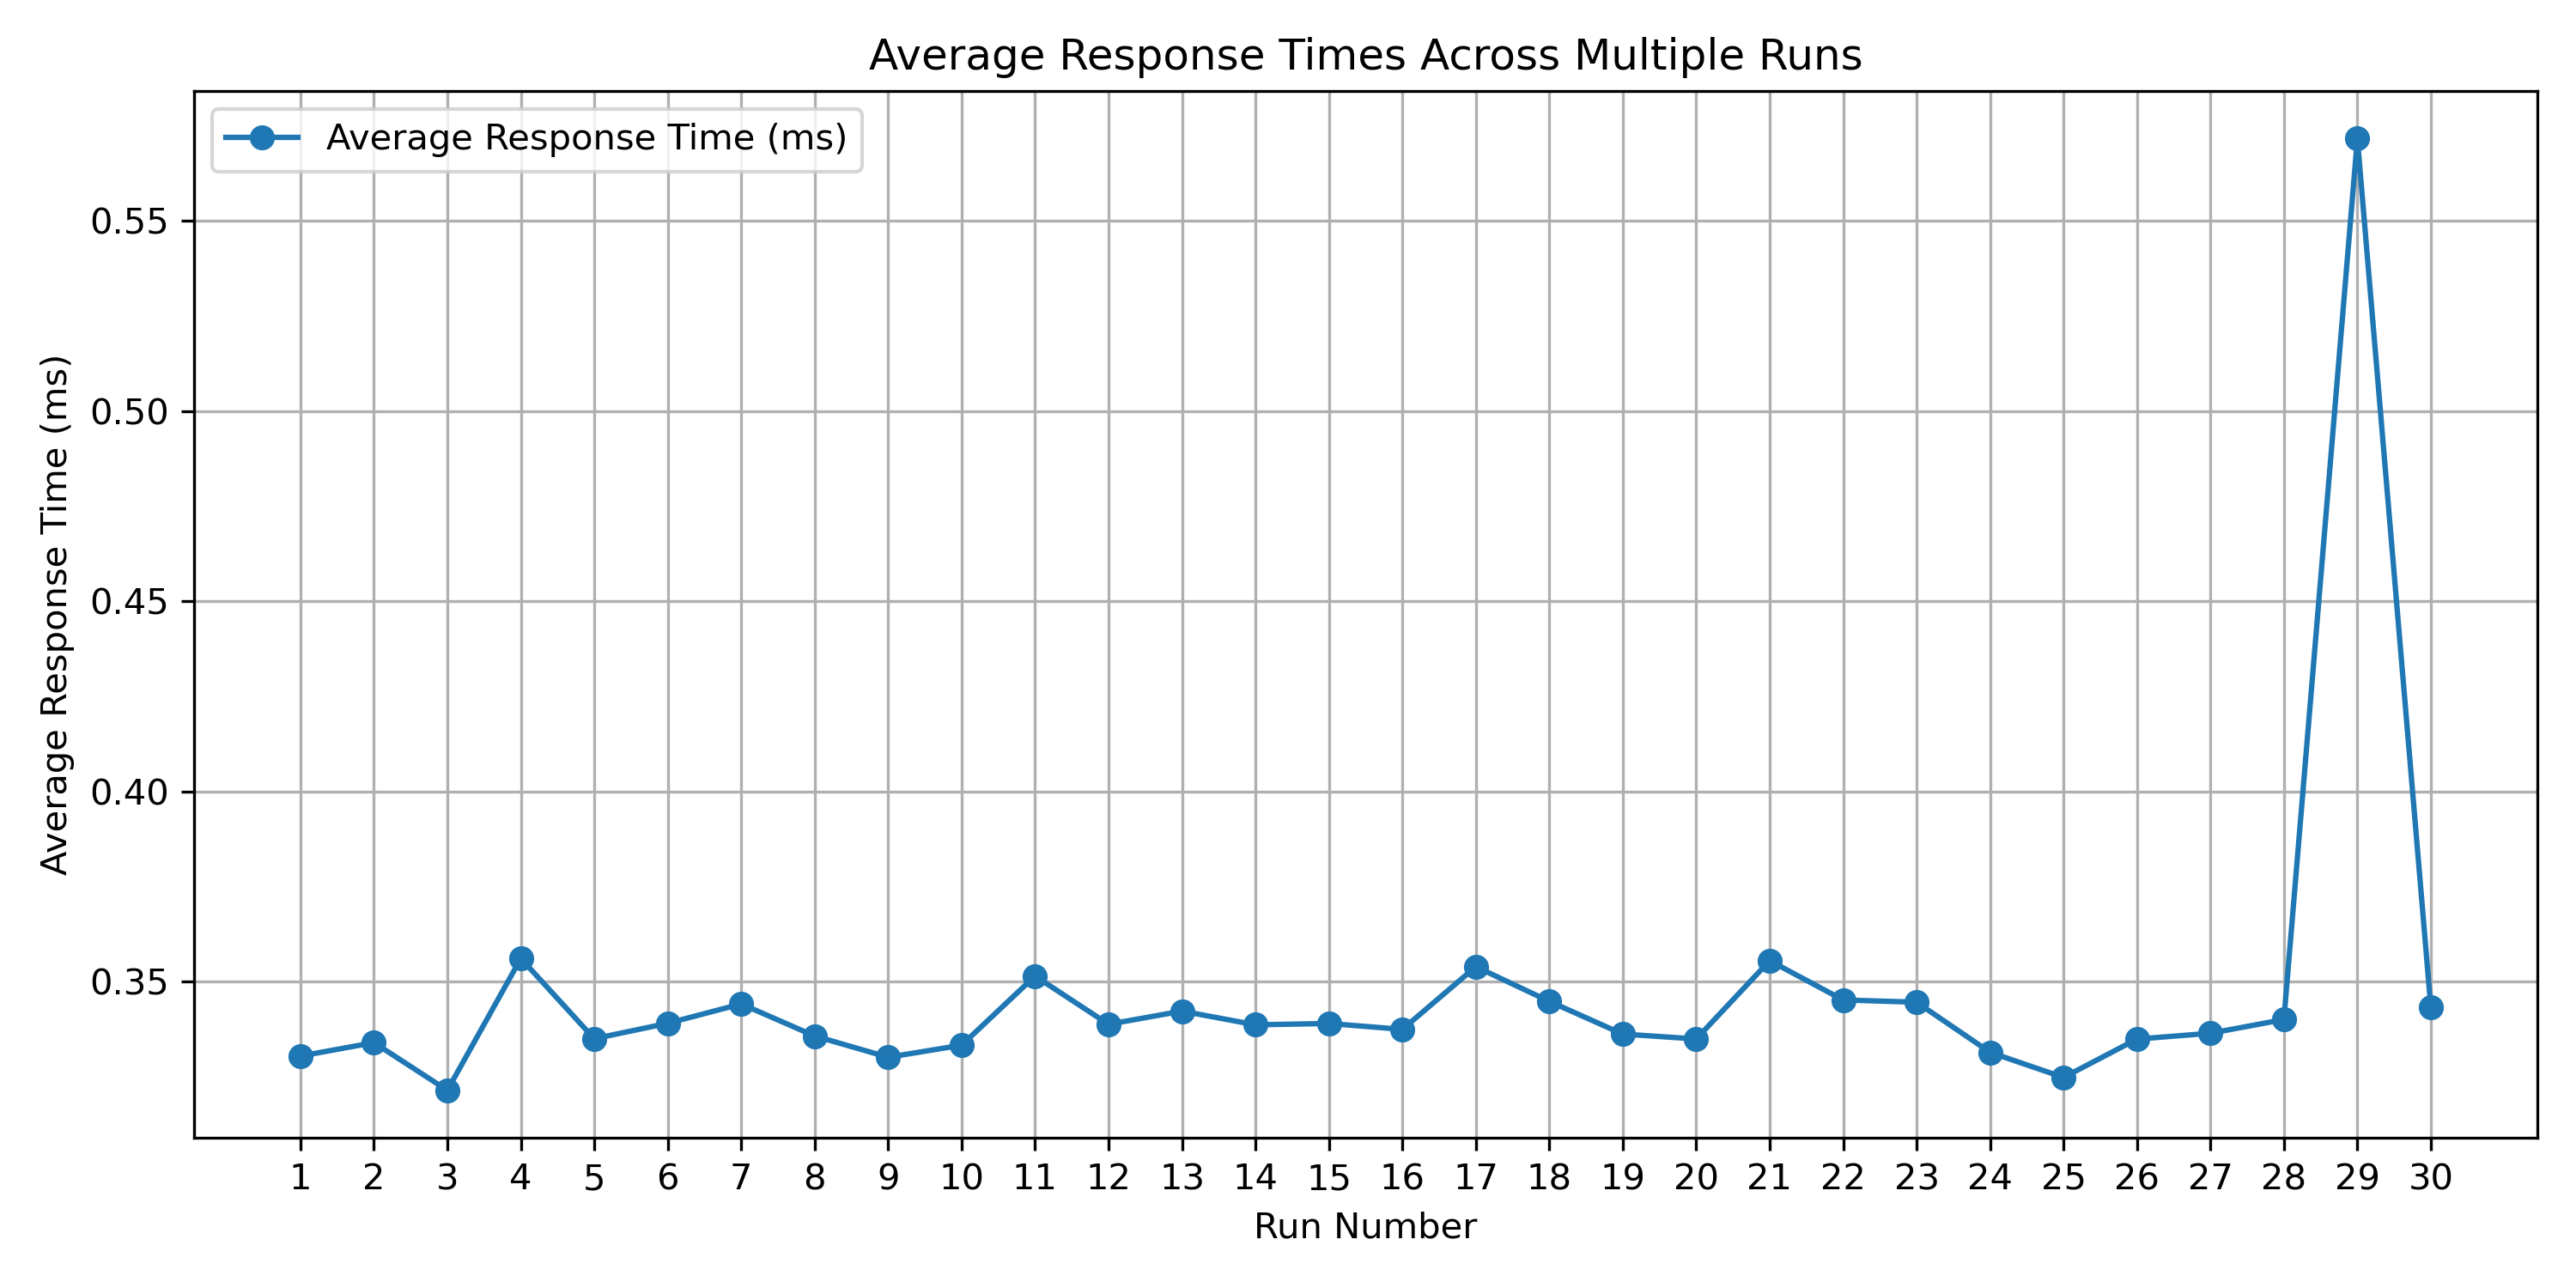 Average Response Times Across Multiple Runs
Average Response Time (ms)
Average Response Time (ms)
0.55
0.50
0.45
0.40
0.35
1 2 3 4 5 6 7 8 9 10 11 12 13 14 15 16 17 18 19 20 21 22 23 24 25 26 27 28 29 30
Run Number